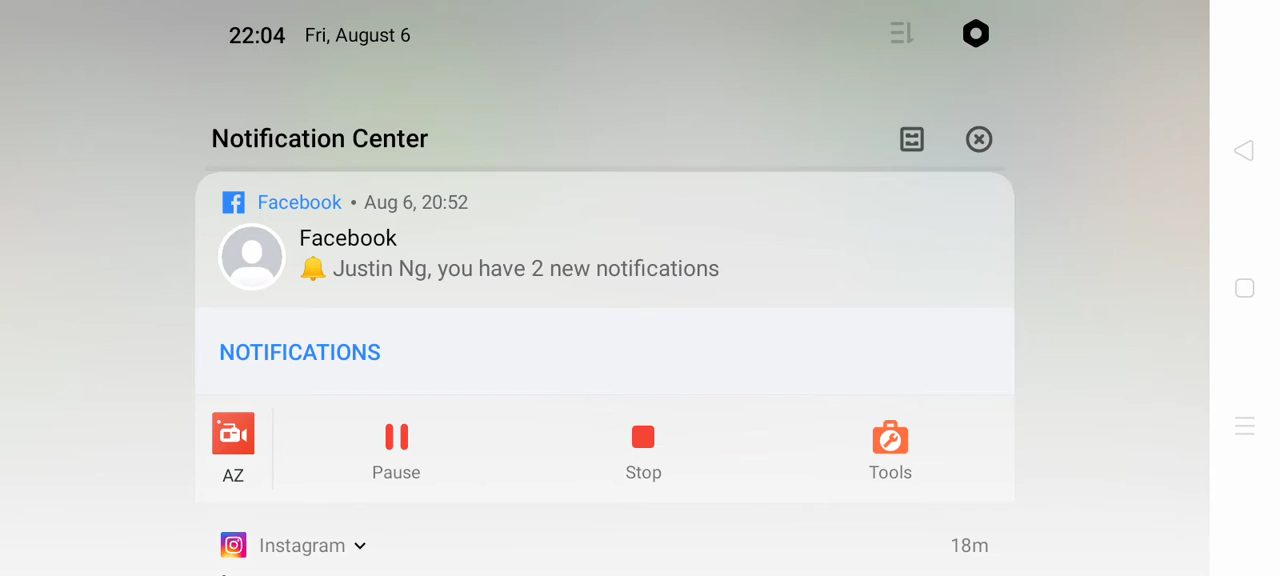 22:04 Fri, August 6
Notification Center
Facebook • Aug 6, 20:52
Facebook
🔔 Justin Ng, you have 2 new notifications
NOTIFICATIONS
AZ Pause Stop Tools
Instagram 18m